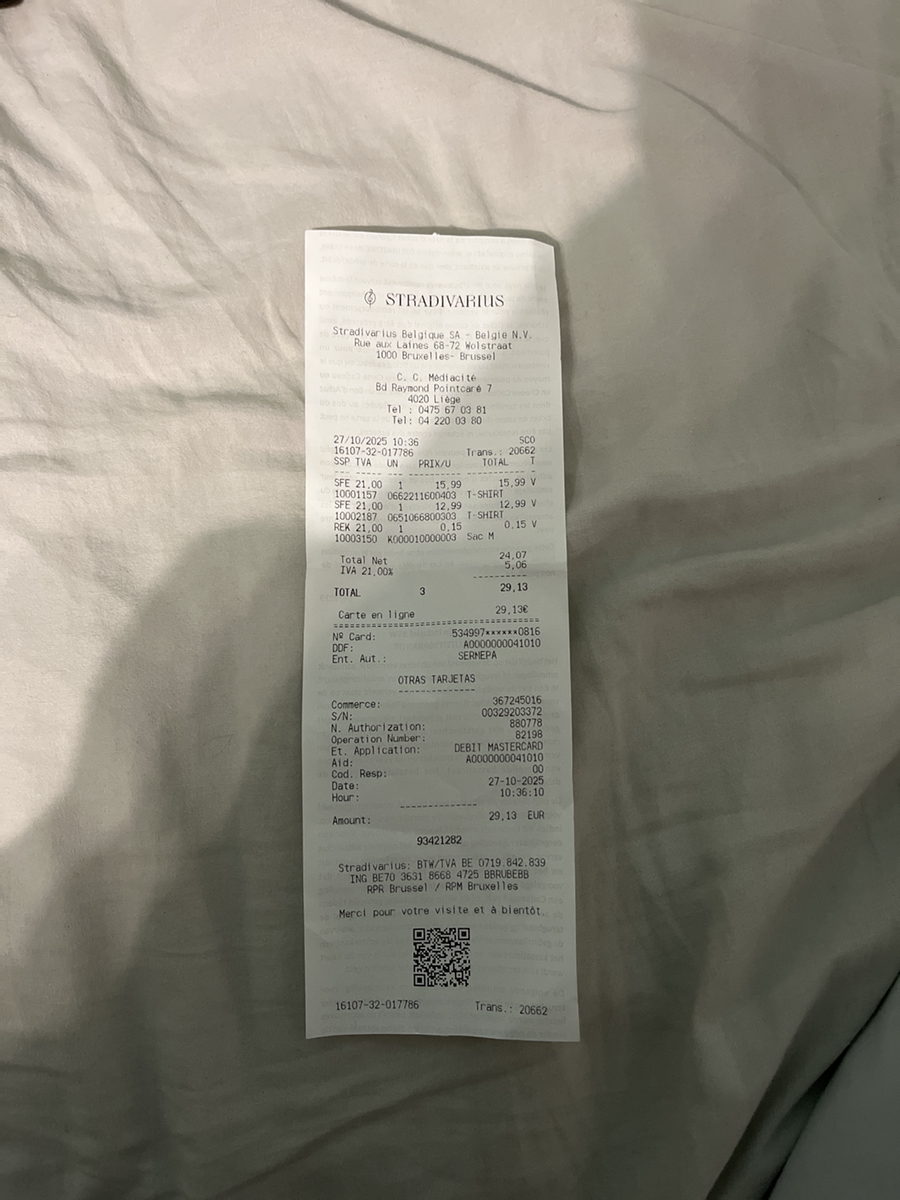 STRADIVARIUS
Stradivarius Belgique SA - Belgie N.V.
Rue aux Laines 68-72 Wolstraat
1000 Bruxelles- Brussel
C. C. Médiacité
Bd Raymond Pointcaré 7
4020 Liège
Tel : 0475 67 03 81
Tel: 04 220 03 80
27/10/2025 10:36 SCO
16107-32-017786 Trans.: 20662
SSP TVA UN PRIX/U TOTAL T
SFE 21,00 1 15,99 15,99 V
10001157 0662211600403 T-SHIRT
SFE 21,00 1 12,99 12,99 V
10002187 0651066800303 T-SHIRT
REK 21,00 1 0,15 0,15 V
10003150 K000010000003 Sac M
Total Net 24,07
IVA 21,00% 5,06
TOTAL 3 29,13
Carte en ligne 29,13€
Nº Card: 534997******0816
DDF: A0000000041010
Ent. Aut.: SERMEPA
OTRAS TARJETAS
Commerce: 367245016
S/N: 00329203372
N. Authorization: 880778
Operation Number: 82198
Et. Application: DEBIT MASTERCARD
Aid: A0000000041010
Cod. Resp: 00
Date: 27-10-2025
Hour: 10:36:10
Amount: 29,13 EUR
93421282
Stradivarius: BTW/TVA BE 0719.842.839
ING BE70 3631 8668 4725 BBRUBEBB
RPR Brussel / RPM Bruxelles
Merci pour votre visite et à bientôt.
16107-32-017786 Trans.: 20662